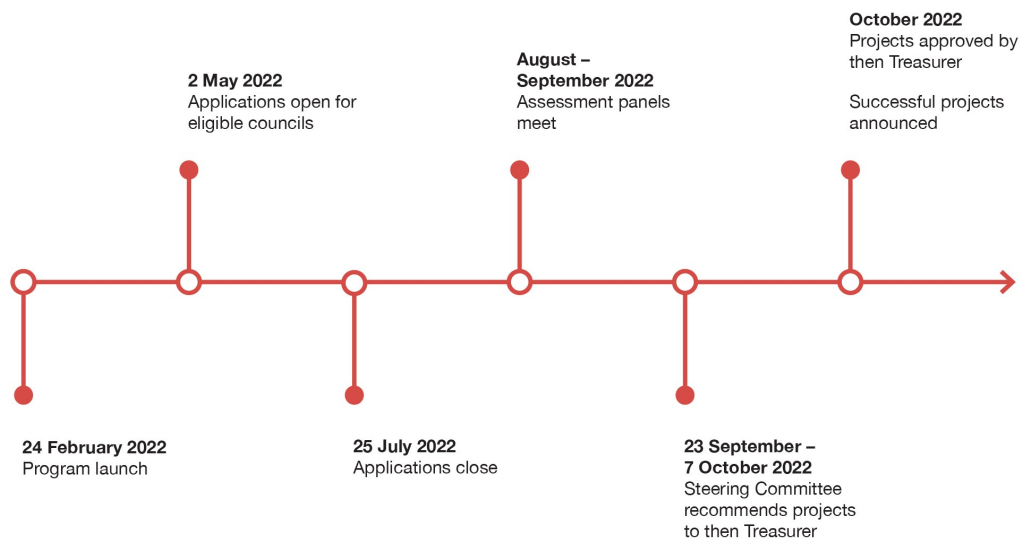 24 February 2022
Program launch
2 May 2022
Applications open for
eligible councils
25 July 2022
Applications close
August –
September 2022
Assessment panels
meet
23 September –
7 October 2022
Steering Committee
recommends projects
to then Treasurer
October 2022
Projects approved by
then Treasurer
Successful projects
announced